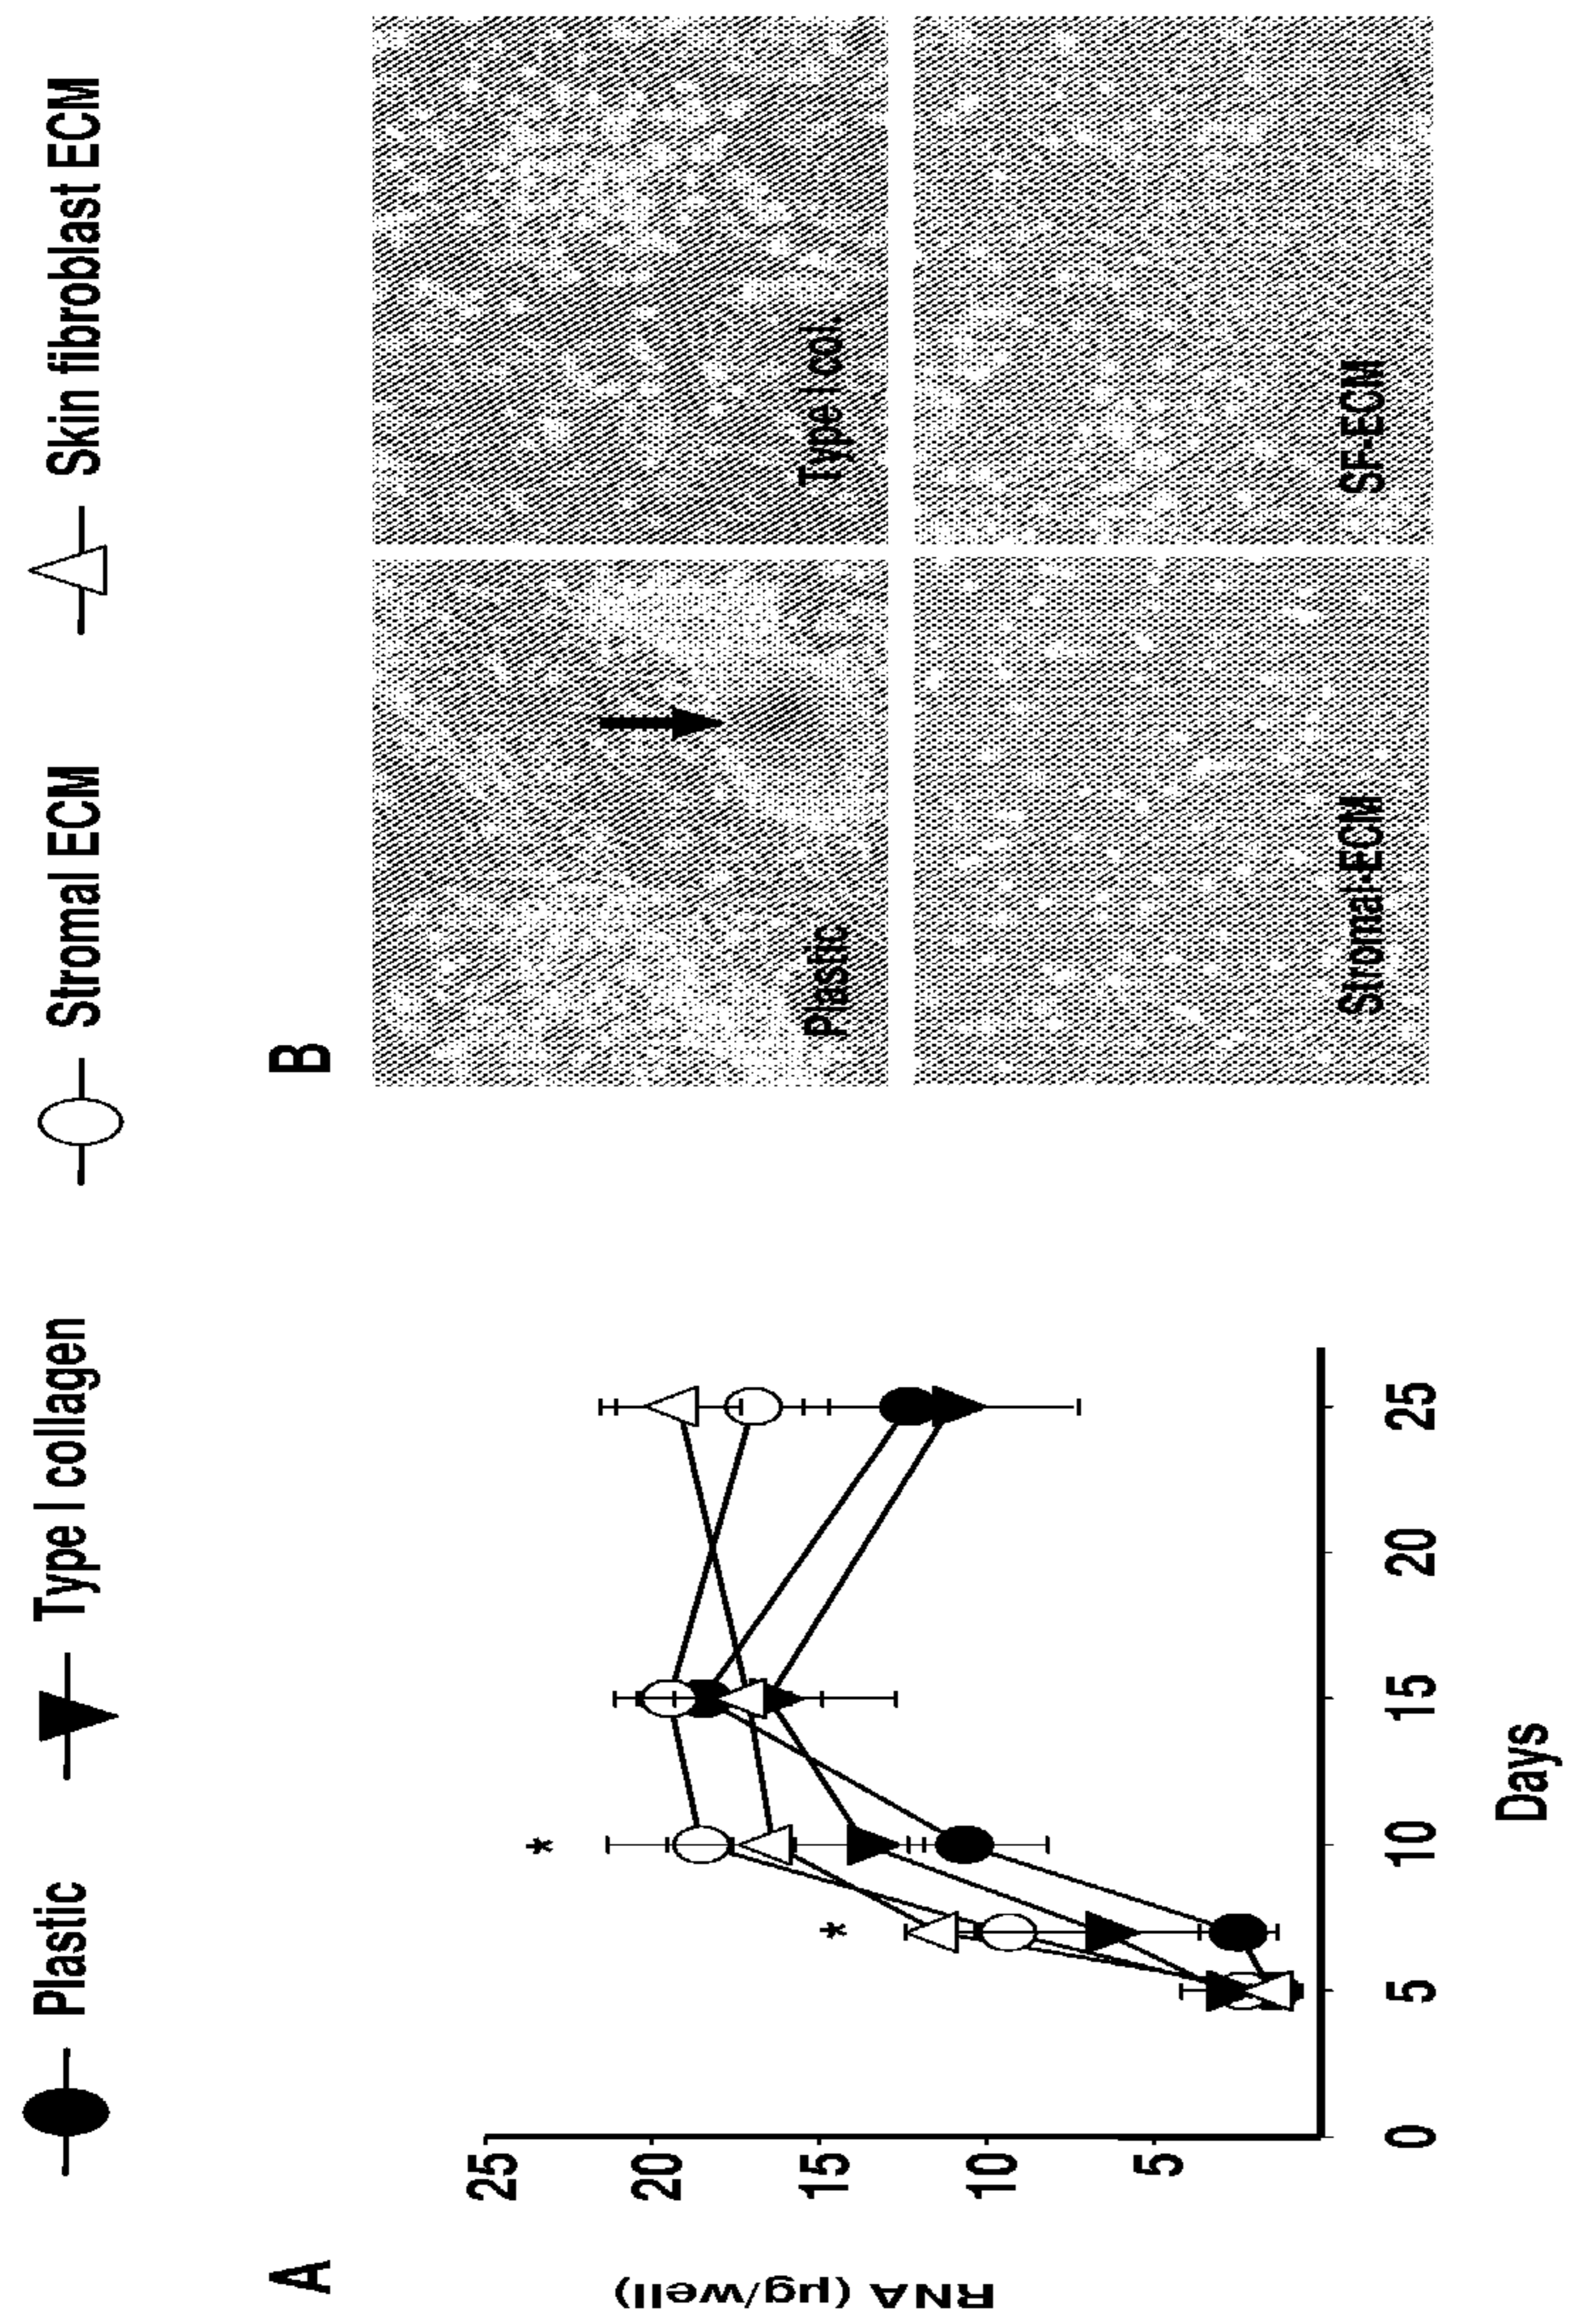 Plastic
Type I collagen
Stromal ECM
Skin fibroblast ECM
A
B
RNA (µg/well)
25
20
15
10
5
0
5
10
15
20
25
Days
*
*
Plastic
Type I col.
Stromal-ECM
SF-ECM